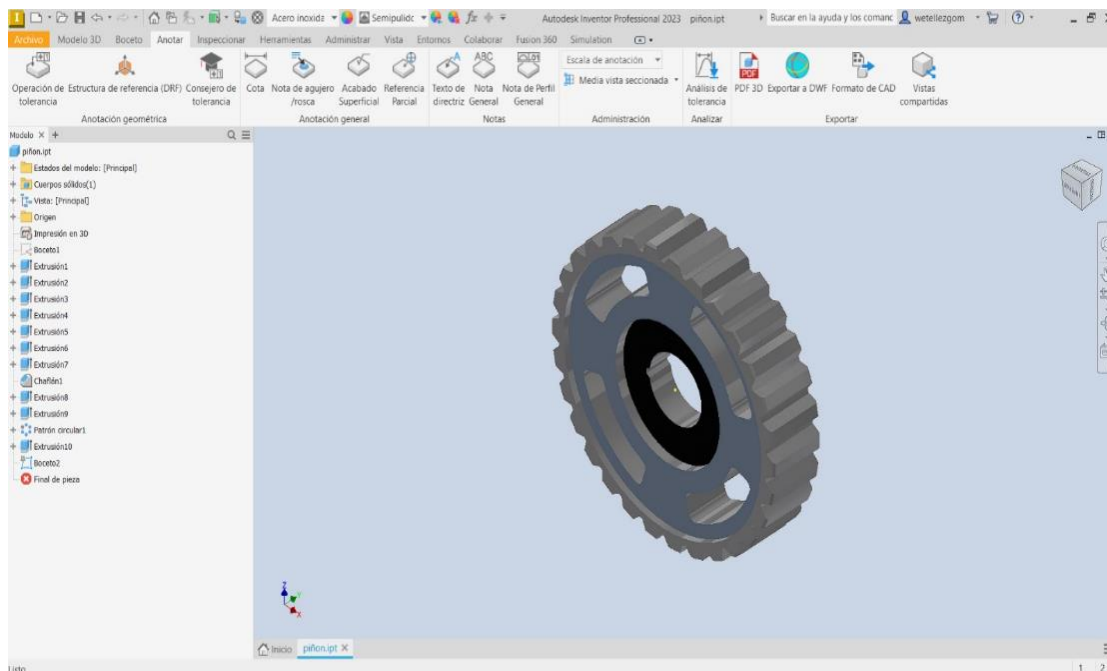 Acero inoxida
Semipulidc
Autodesk Inventor Professional 2023 piñon.ipt
Buscar en la ayuda y los comanc
wetellezgom
Archivo Modelo 3D Boceto Anotar Inspeccionar Herramientas Administrar Vista Entornos Colaborar Fusion 360 Simulation
Operación de tolerancia
Estructura de referencia (DRF)
Consejero de tolerancia
Cota
Nota de agujero /rosca
Acabado Superficial
Referencia Parcial
Texto de directriz
Nota General
Nota de Perfil General
Escala de anotación
Media vista seccionada
Análisis de tolerancia
PDF 3D
Exportar a DWF
Formato de CAD
Vistas compartidas
Anotación geométrica Anotación general Notas Administración Analizar Exportar
Modelo × +
piñon.ipt
Estados del modelo: [Principal]
Cuerpos sólidos(1)
Vista: [Principal]
Origen
Impresión en 3D
Boceto1
Extrusión1
Extrusión2
Extrusión3
Extrusión4
Extrusión5
Extrusión6
Extrusión7
Chaflán1
Extrusión8
Extrusión9
Patrón circular1
Extrusión10
Boceto2
Final de pieza
Z
Y
X
Inicio piñon.ipt ×
Listo 1 2